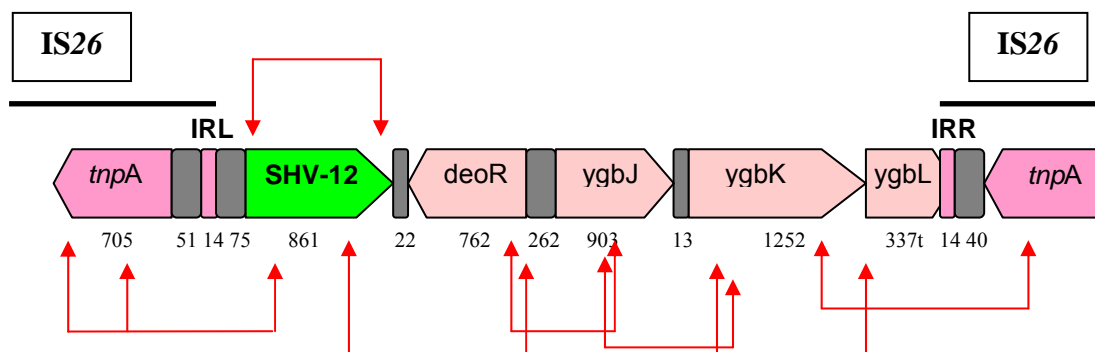 IS26 IS26
IRL IRR
tnpA SHV-12 deoR ygbJ ygbK ygbL tnpA
705 51 14 75 861 22 762 262 903 13 1252 337t 14 40